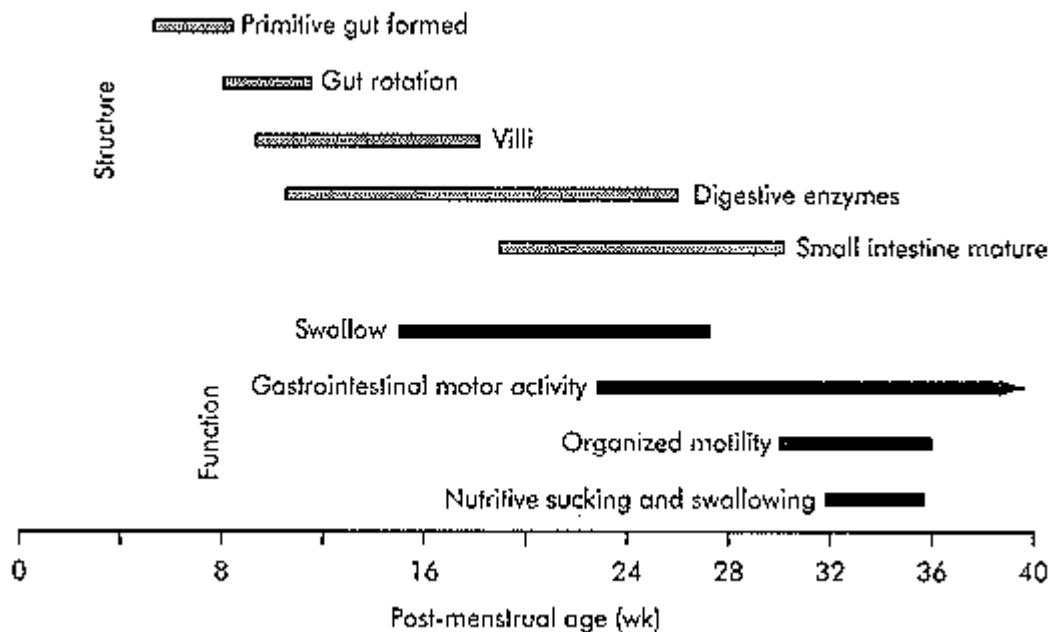 Primitive gut formed
Gut rotation
Villi
Digestive enzymes
Small intestine mature
Structure
Swallow
Gastrointestinal motor activity
Organized motility
Nutritive sucking and swallowing
Function
0 8 16 24 32 36 40
Post-menstrual age (wk)